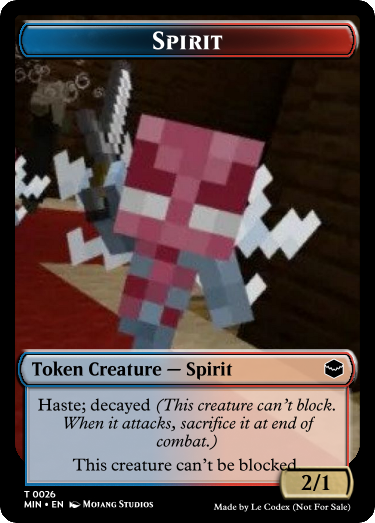 Spirit
Token Creature — Spirit
Haste; decayed (This creature can't block.
When it attacks, sacrifice it at end of
combat.)
This creature can't be blocked
2/1
T 0026
MIN • EN Mojang Studios
Made by Le Codex (Not For Sale)